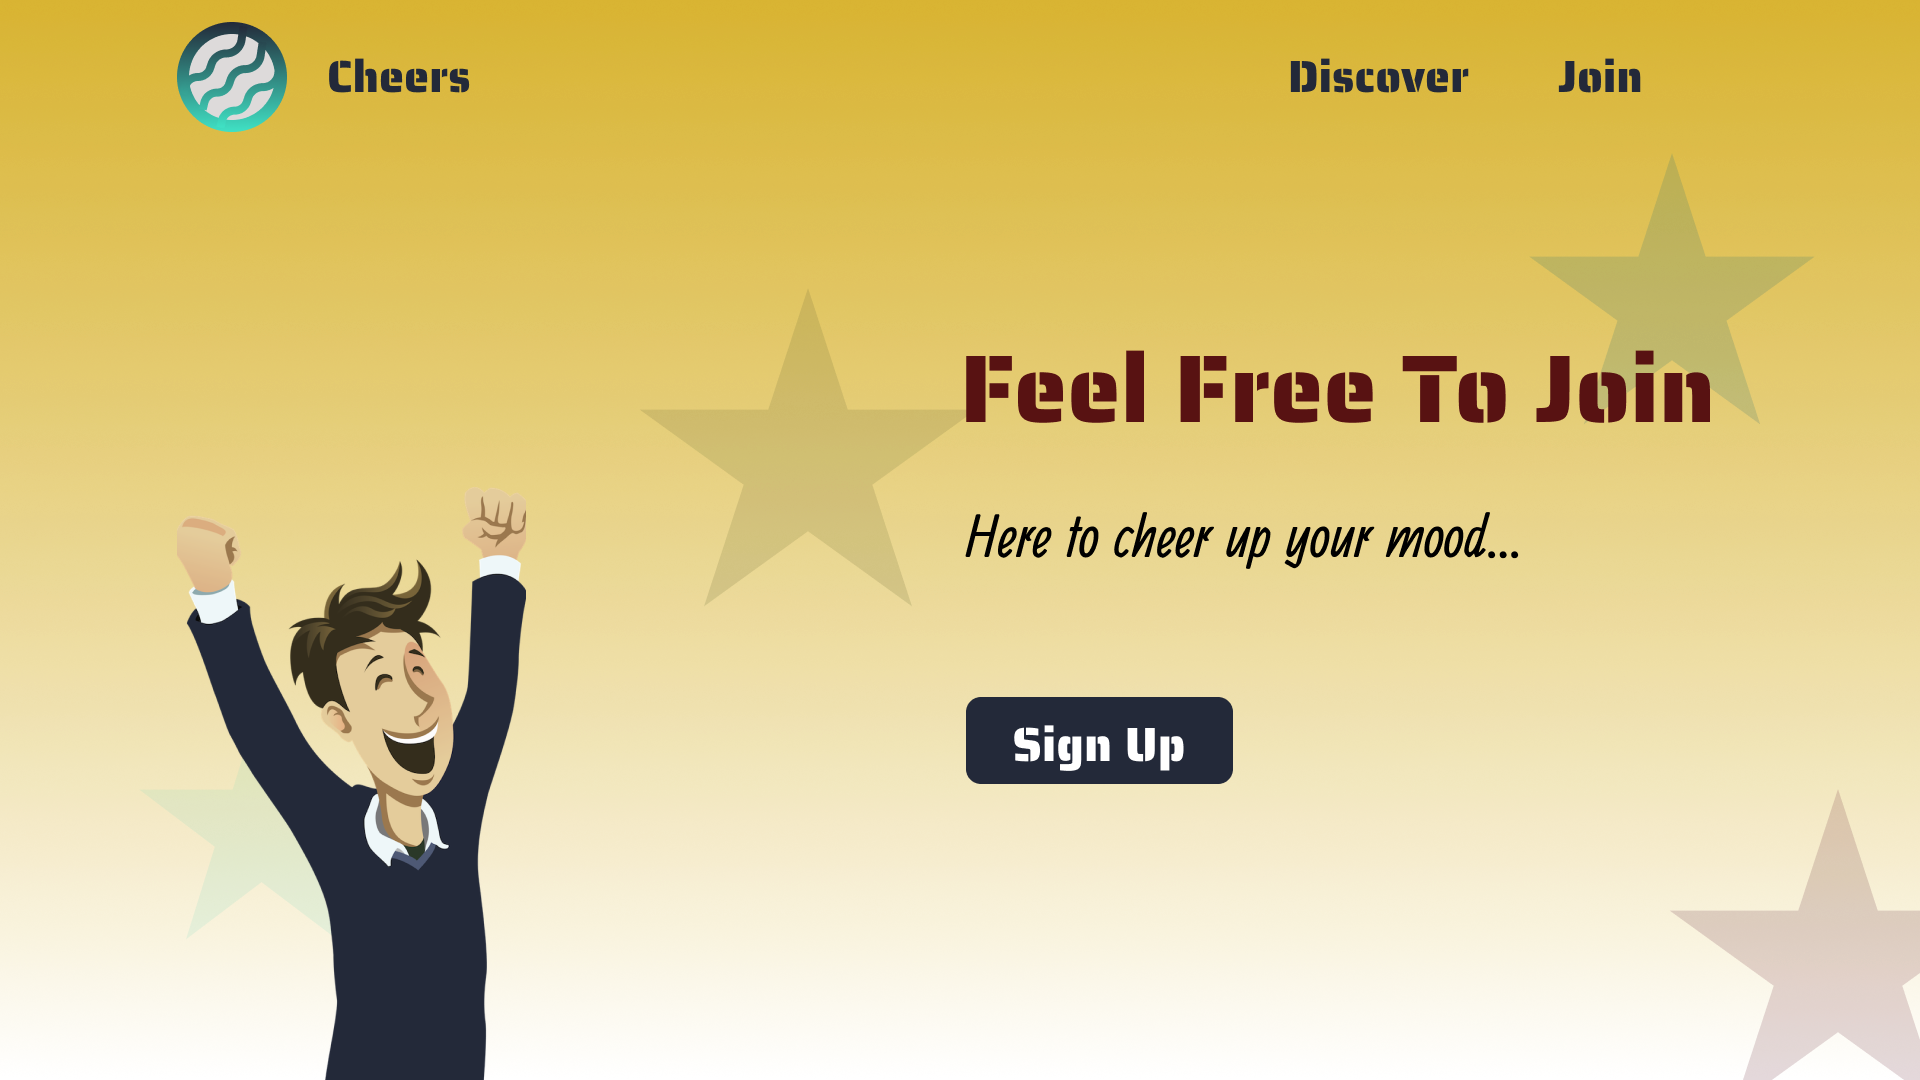 Cheers
Discover
Join
Feel Free To Join
Here to cheer up your mood...
Sign Up